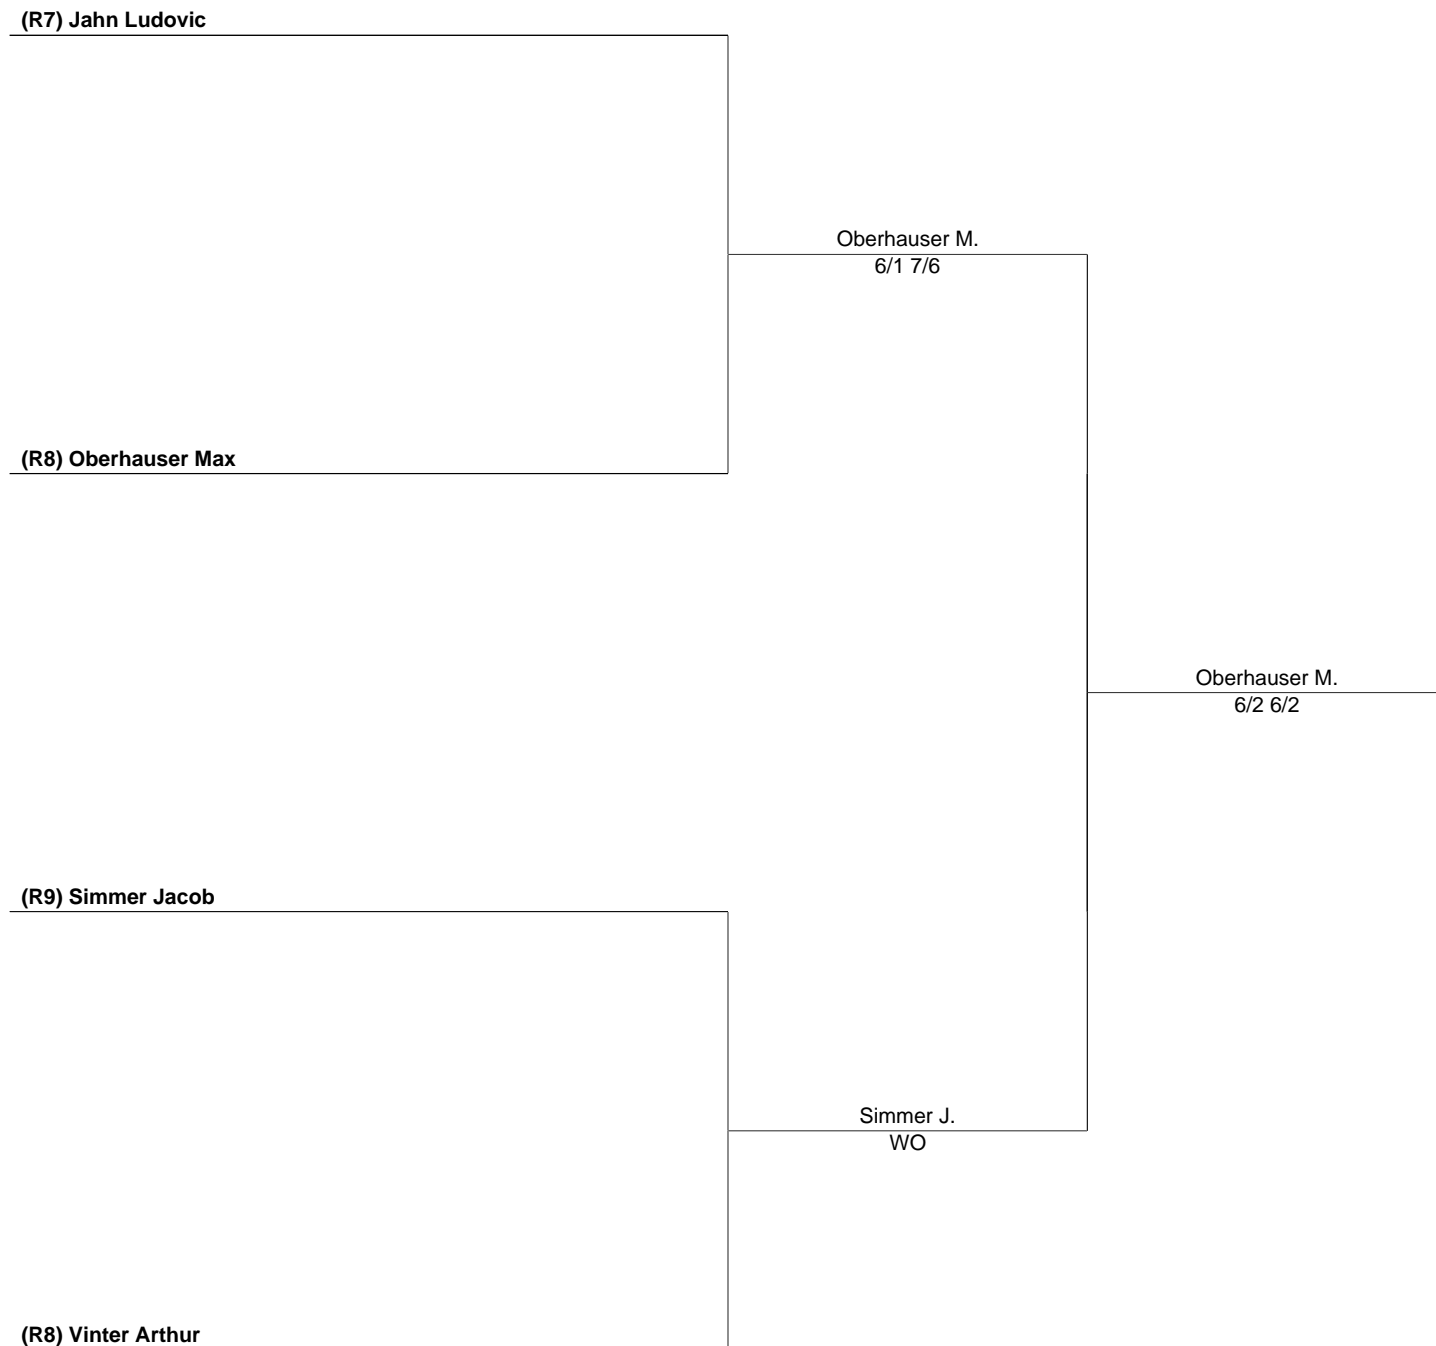 (R7) Jahn Ludovic
Oberhauser M.
6/1 7/6
(R8) Oberhauser Max
Oberhauser M.
6/2 6/2
(R9) Simmer Jacob
Simmer J.
WO
(R8) Vinter Arthur